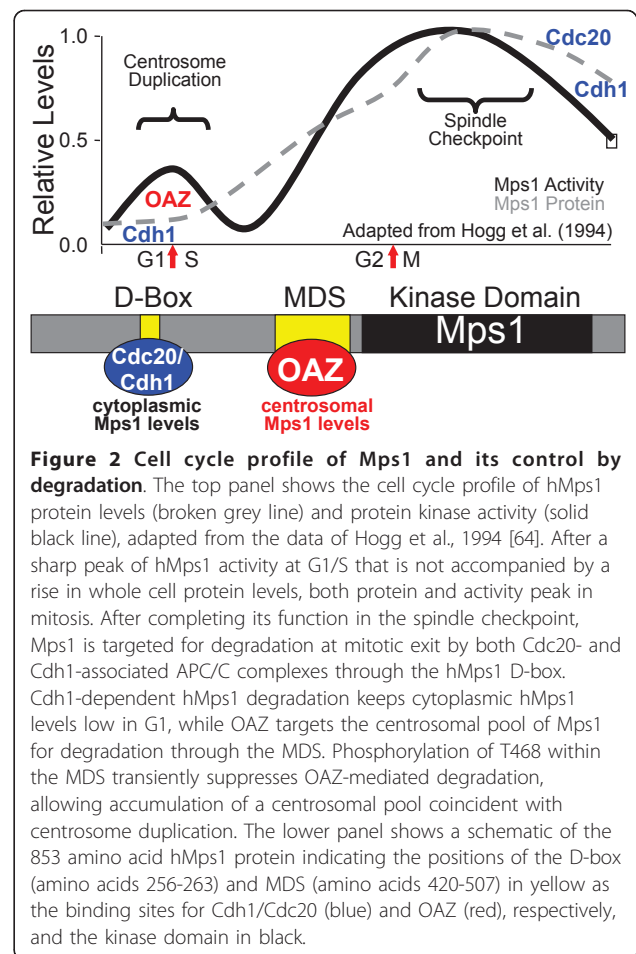 1.0
0.5
0.0
Relative Levels
Centrosome
Duplication
Cdc20
Cdh1
Spindle
Checkpoint
OAZ
Cdh1
Mps1 Activity
Mps1 Protein
Adapted from Hogg et al. (1994)
G1 S
G2 M
D-Box MDS Kinase Domain
Mps1
Cdc20/
Cdh1
OAZ
cytoplasmic
Mps1 levels
centrosomal
Mps1 levels
Figure 2 Cell cycle profile of Mps1 and its control by
degradation. The top panel shows the cell cycle profile of hMps1
protein levels (broken grey line) and protein kinase activity (solid
black line), adapted from the data of Hogg et al., 1994 [64]. After a
sharp peak of hMps1 activity at G1/S that is not accompanied by a
rise in whole cell protein levels, both protein and activity peak in
mitosis. After completing its function in the spindle checkpoint,
Mps1 is targeted for degradation at mitotic exit by both Cdc20- and
Cdh1-associated APC/C complexes through the hMps1 D-box.
Cdh1-dependent hMps1 degradation keeps cytoplasmic hMps1
levels low in G1, while OAZ targets the centrosomal pool of Mps1
for degradation through the MDS. Phosphorylation of T468 within
the MDS transiently suppresses OAZ-mediated degradation,
allowing accumulation of a centrosomal pool coincident with
centrosome duplication. The lower panel shows a schematic of the
853 amino acid hMps1 protein indicating the positions of the D-box
(amino acids 256-263) and MDS (amino acids 420-507) in yellow as
the binding sites for Cdh1/Cdc20 (blue) and OAZ (red), respectively,
and the kinase domain in black.